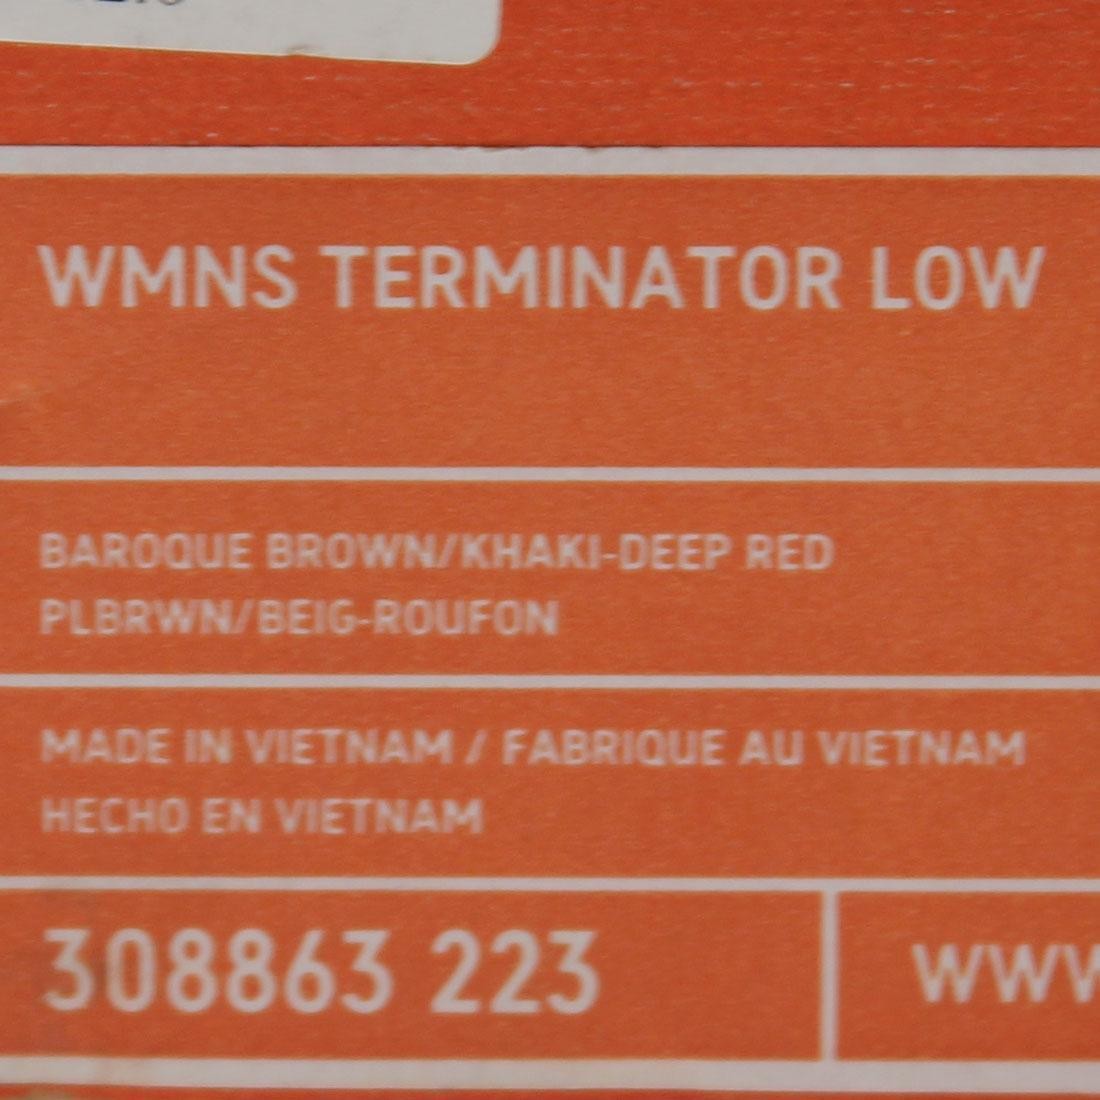 WMNS TERMINATOR LOW
BAROQUE BROWN/KHAKI-DEEP RED
PLBRWN/BEIG-ROUFON
MADE IN VIETNAM / FABRIQUE AU VIETNAM
HECHO EN VIETNAM
308863 223
WWW